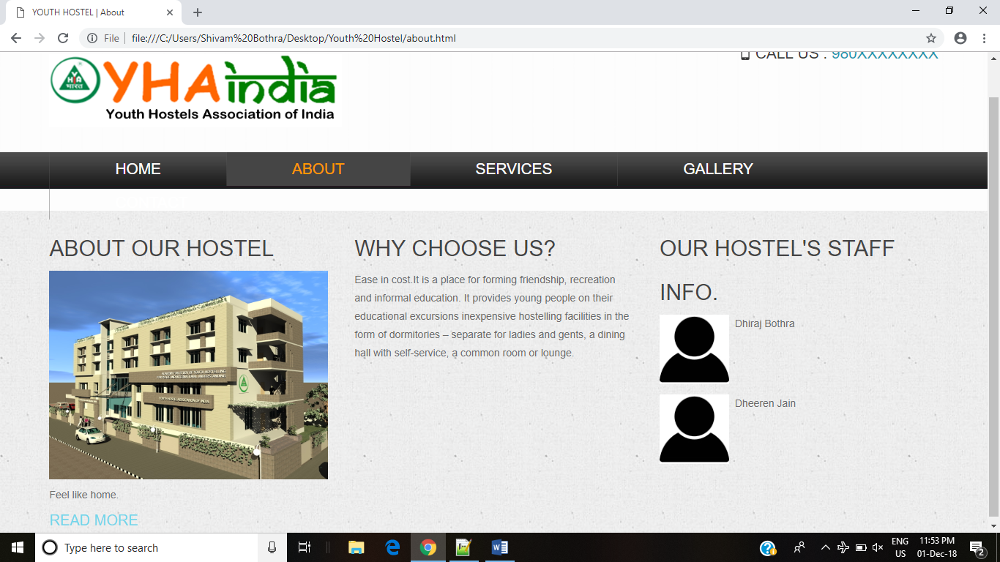 YOUTH HOSTEL | About
File
file:///C:/Users/Shivam%20Bothra/Desktop/Youth%20Hostel/about.html
CALL US : 980XXXXXXXX
YHA भारत
YHA india
Youth Hostels Association of India
HOME
ABOUT
SERVICES
GALLERY
CONTACT
ABOUT OUR HOSTEL
Feel like home.
READ MORE
WHY CHOOSE US?
Ease in cost.It is a place for forming friendship, recreation
and informal education. It provides young people on their
educational excursions inexpensive hostelling facilities in the
form of dormitories – separate for ladies and gents, a dining
hall with self-service, a common room or lounge.
OUR HOSTEL'S STAFF
INFO.
Dhiraj Bothra
Dheeren Jain
Type here to search
ENG
US
11:53 PM
01-Dec-18
2